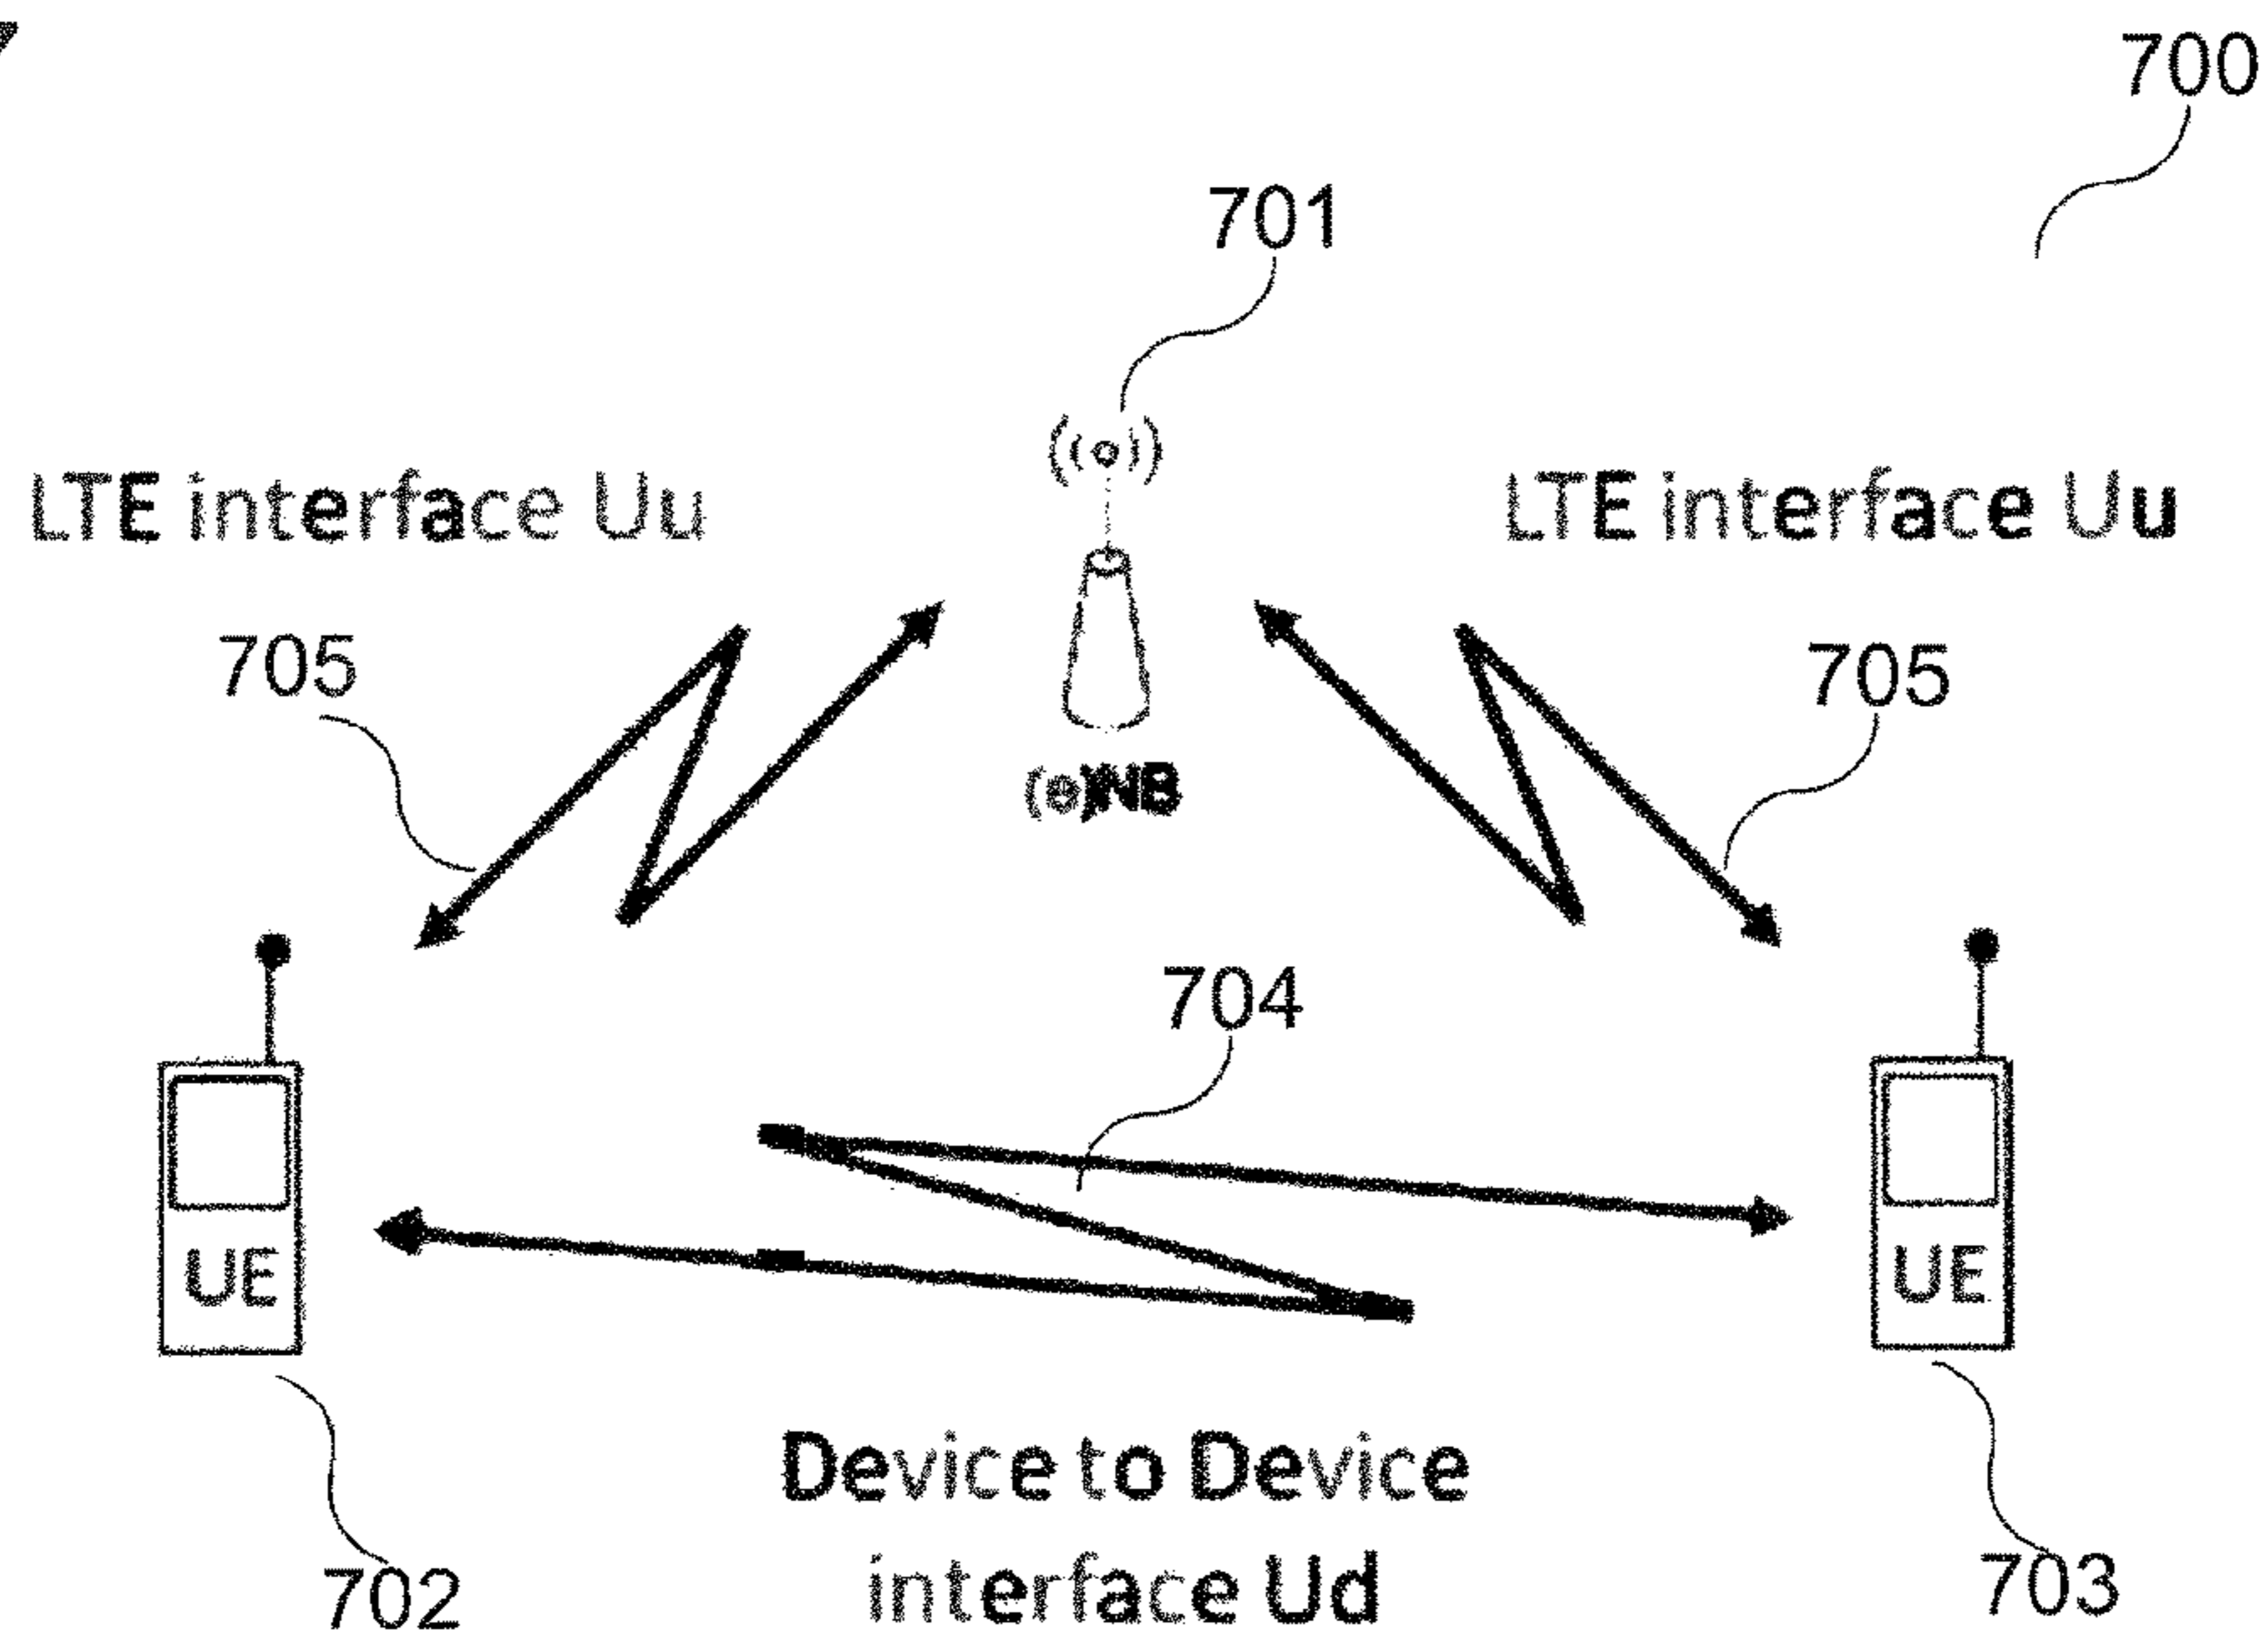 7
700
701
LTE interface Uu
LTE interface Uu
705
705
(e)NB
704
UE
UE
Device to Device
interface Ud
702
703